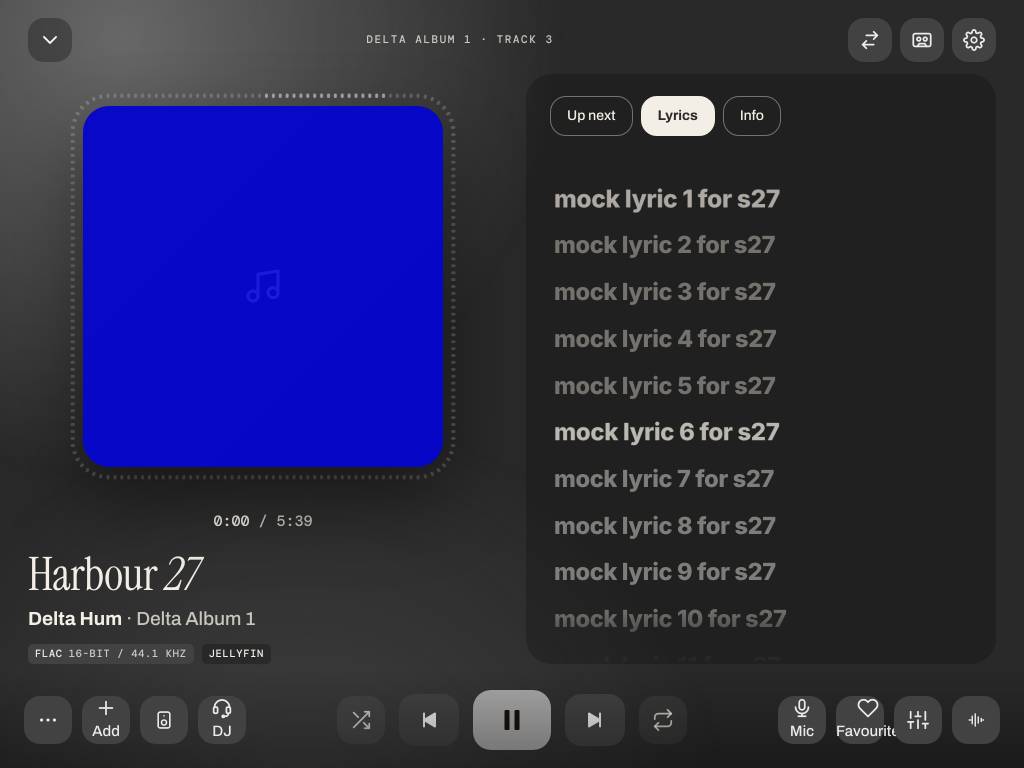 DELTA ALBUM 1 · TRACK 3
Up next
Lyrics
Info
mock lyric 1 for s27
mock lyric 2 for s27
mock lyric 3 for s27
mock lyric 4 for s27
mock lyric 5 for s27
mock lyric 6 for s27
mock lyric 7 for s27
mock lyric 8 for s27
mock lyric 9 for s27
mock lyric 10 for s27
0:00 / 5:39
Harbour 27
Delta Hum · Delta Album 1
FLAC 16-BIT / 44.1 KHZ
JELLYFIN
Add
DJ
Mic
Favourite